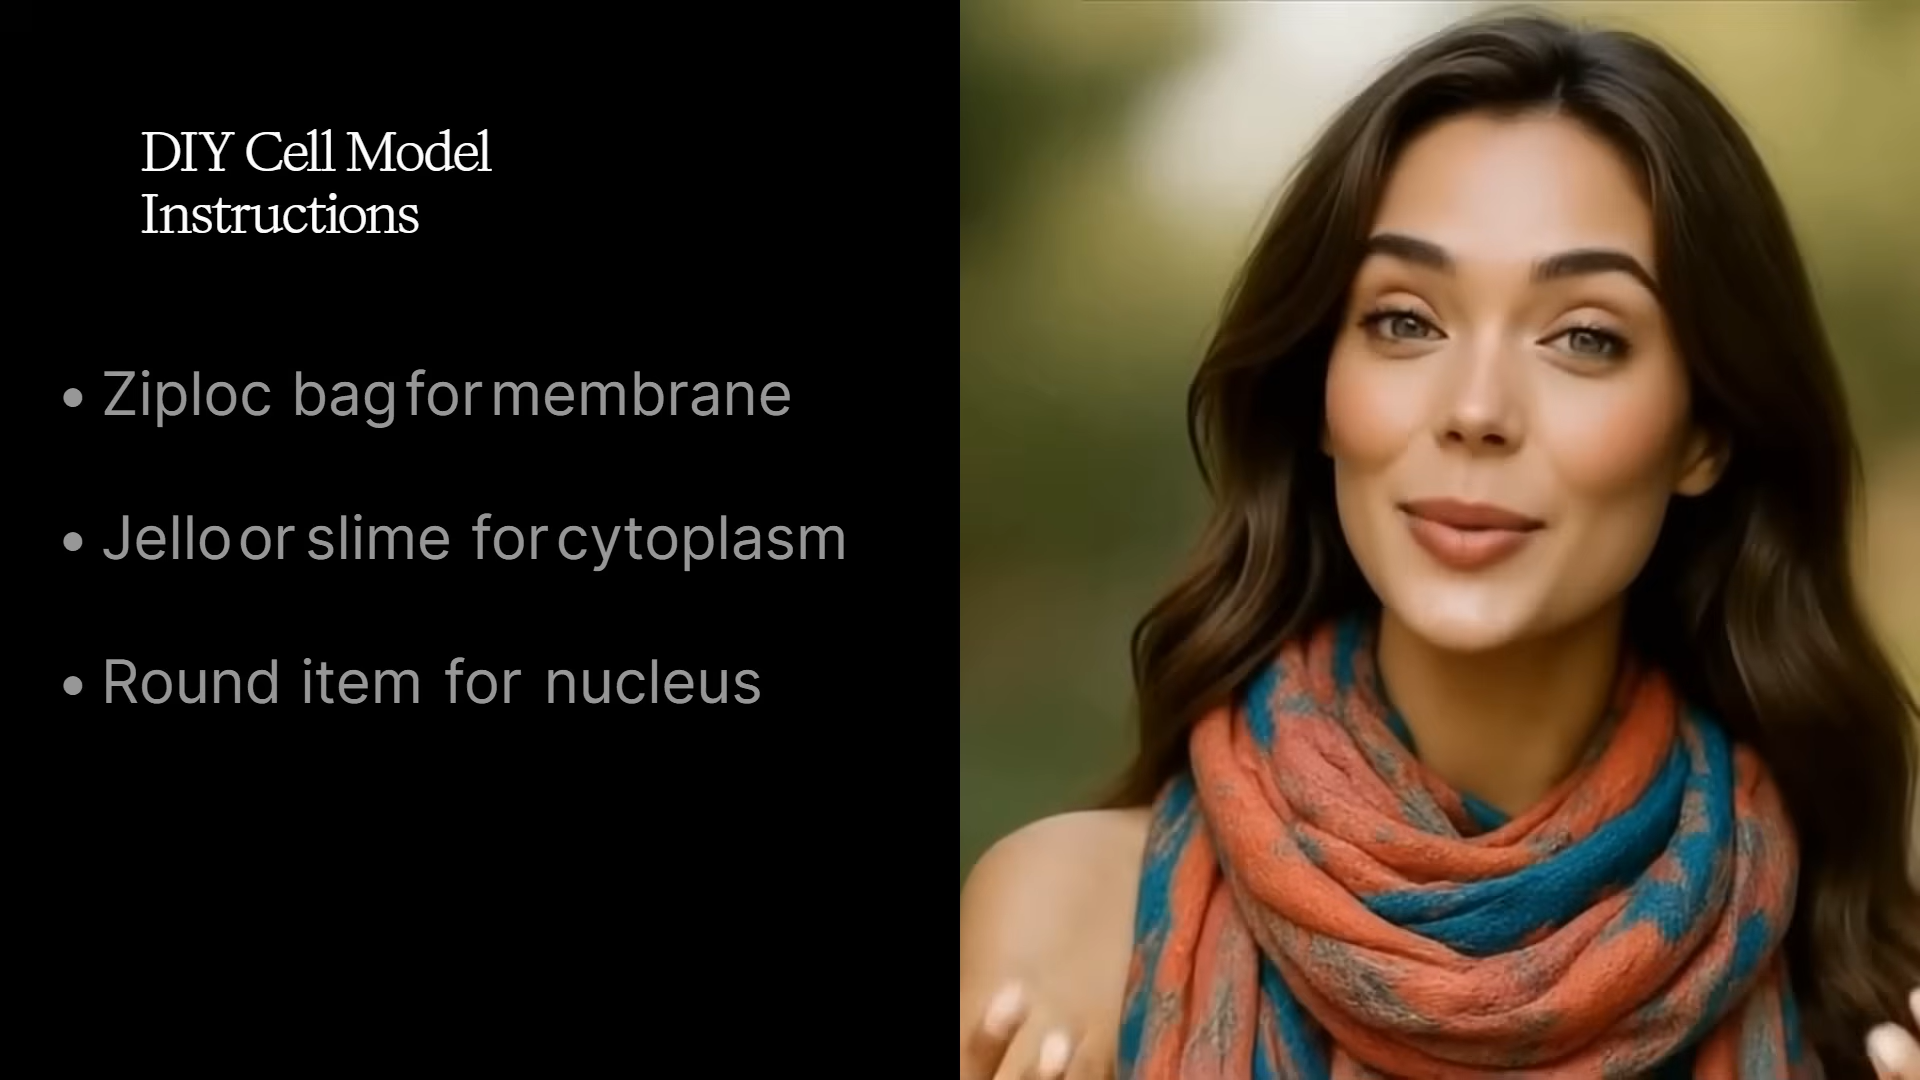 DIY Cell Model
Instructions
• Ziploc bag for membrane
• Jello or slime for cytoplasm
• Round item for nucleus